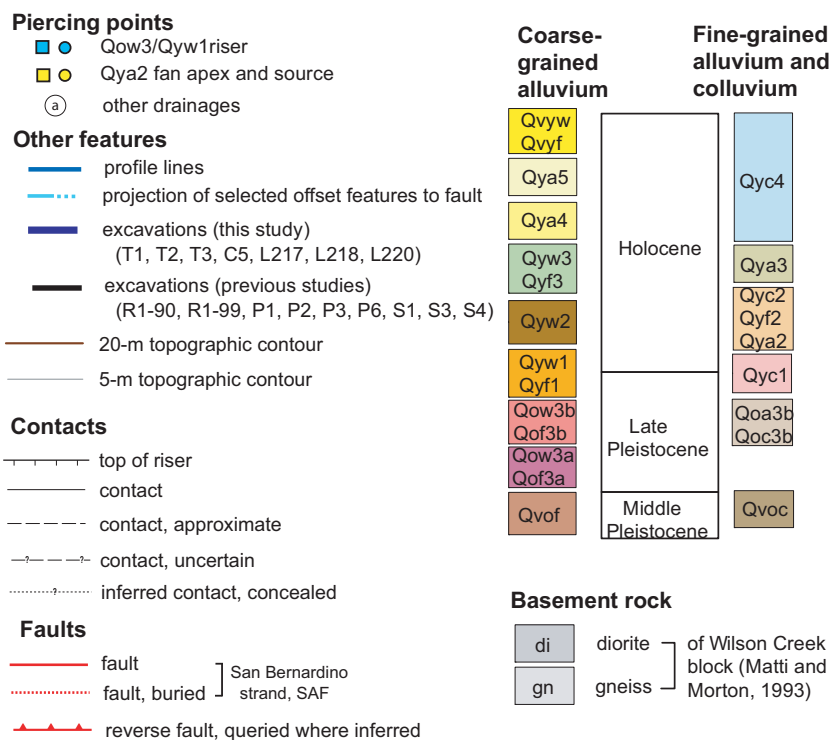 Piercing points
Qow3/Qyw1riser
Qya2 fan apex and source
a other drainages
Other features
profile lines
projection of selected offset features to fault
excavations (this study)
(T1, T2, T3, C5, L217, L218, L220)
excavations (previous studies)
(R1-90, R1-99, P1, P2, P3, P6, S1, S3, S4)
20-m topographic contour
5-m topographic contour
Contacts
top of riser
contact
contact, approximate
?
?
contact, uncertain
?
inferred contact, concealed
Faults
fault
fault, buried
San Bernardino
strand, SAF
reverse fault, queried where inferred
Coarse-
grained
alluvium
Qvyw
Qvyf
Qya5
Qya4
Qyw3
Qyf3
Qyw2
Qyw1
Qyf1
Qow3b
Qof3b
Qow3a
Qof3a
Qvof
Holocene
Late
Pleistocene
Middle
Pleistocene
Fine-grained
alluvium and
colluvium
Qyc4
Qya3
Qyc2
Qyf2
Qya2
Qyc1
Qoa3b
Qoc3b
Qvoc
Basement rock
di diorite
gn gneiss
of Wilson Creek
block (Matti and
Morton, 1993)